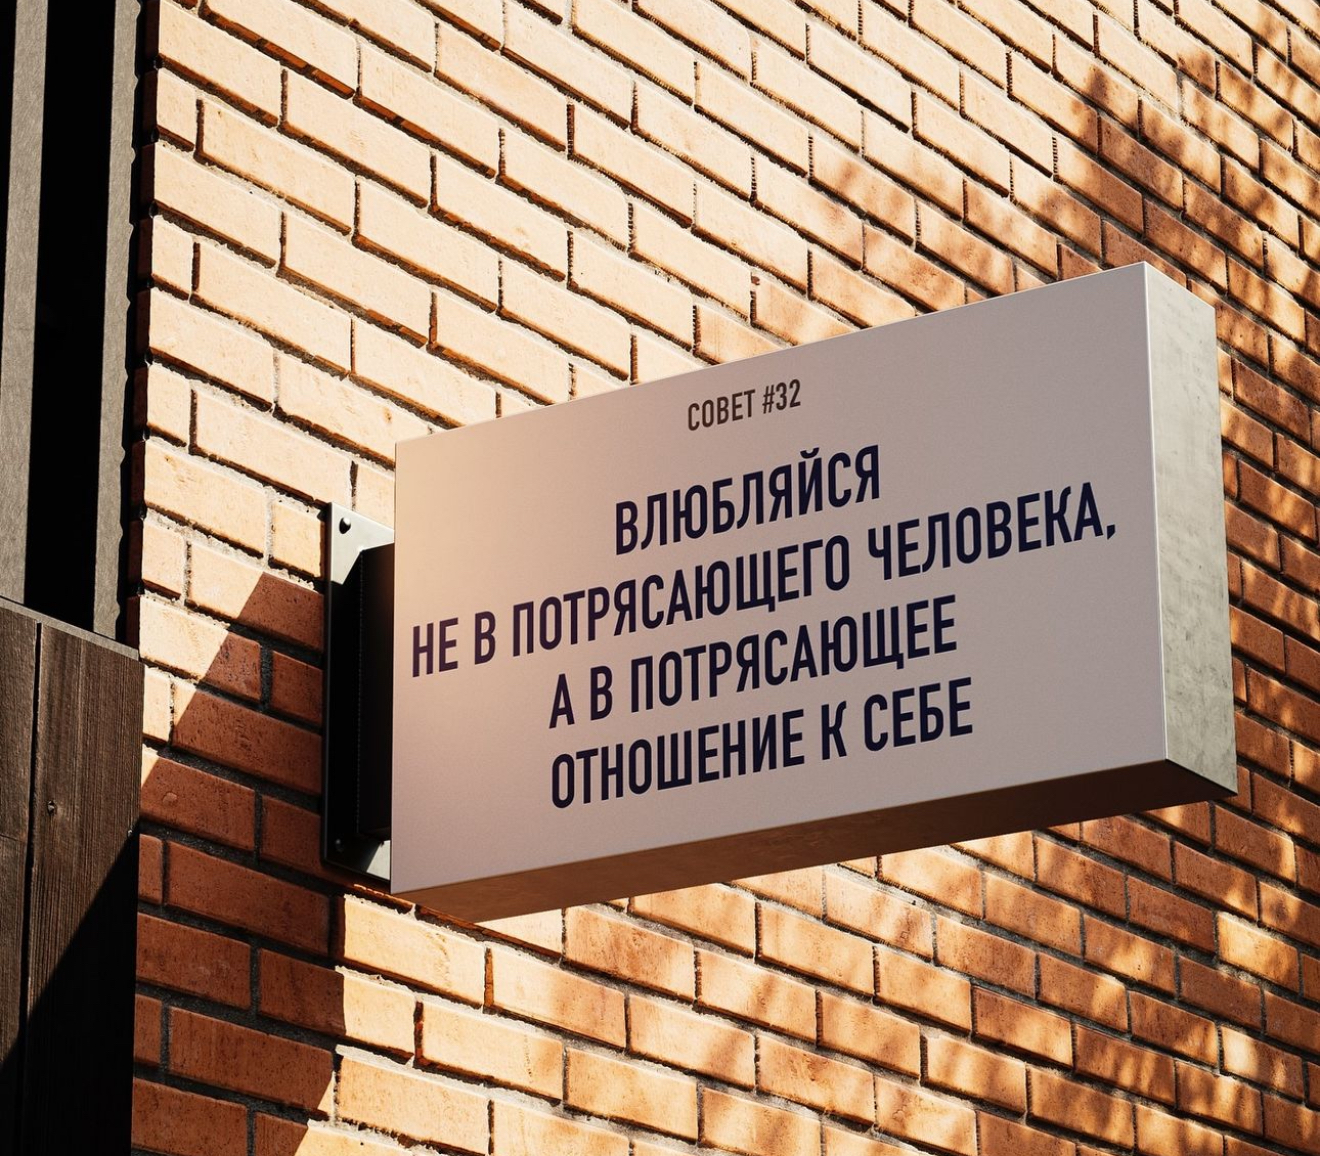 СОВЕТ #32
ВЛЮБЛЯЙСЯ
НЕ В ПОТРЯСАЮЩЕГО ЧЕЛОВЕКА,
А В ПОТРЯСАЮЩЕЕ
ОТНОШЕНИЕ К СЕБЕ